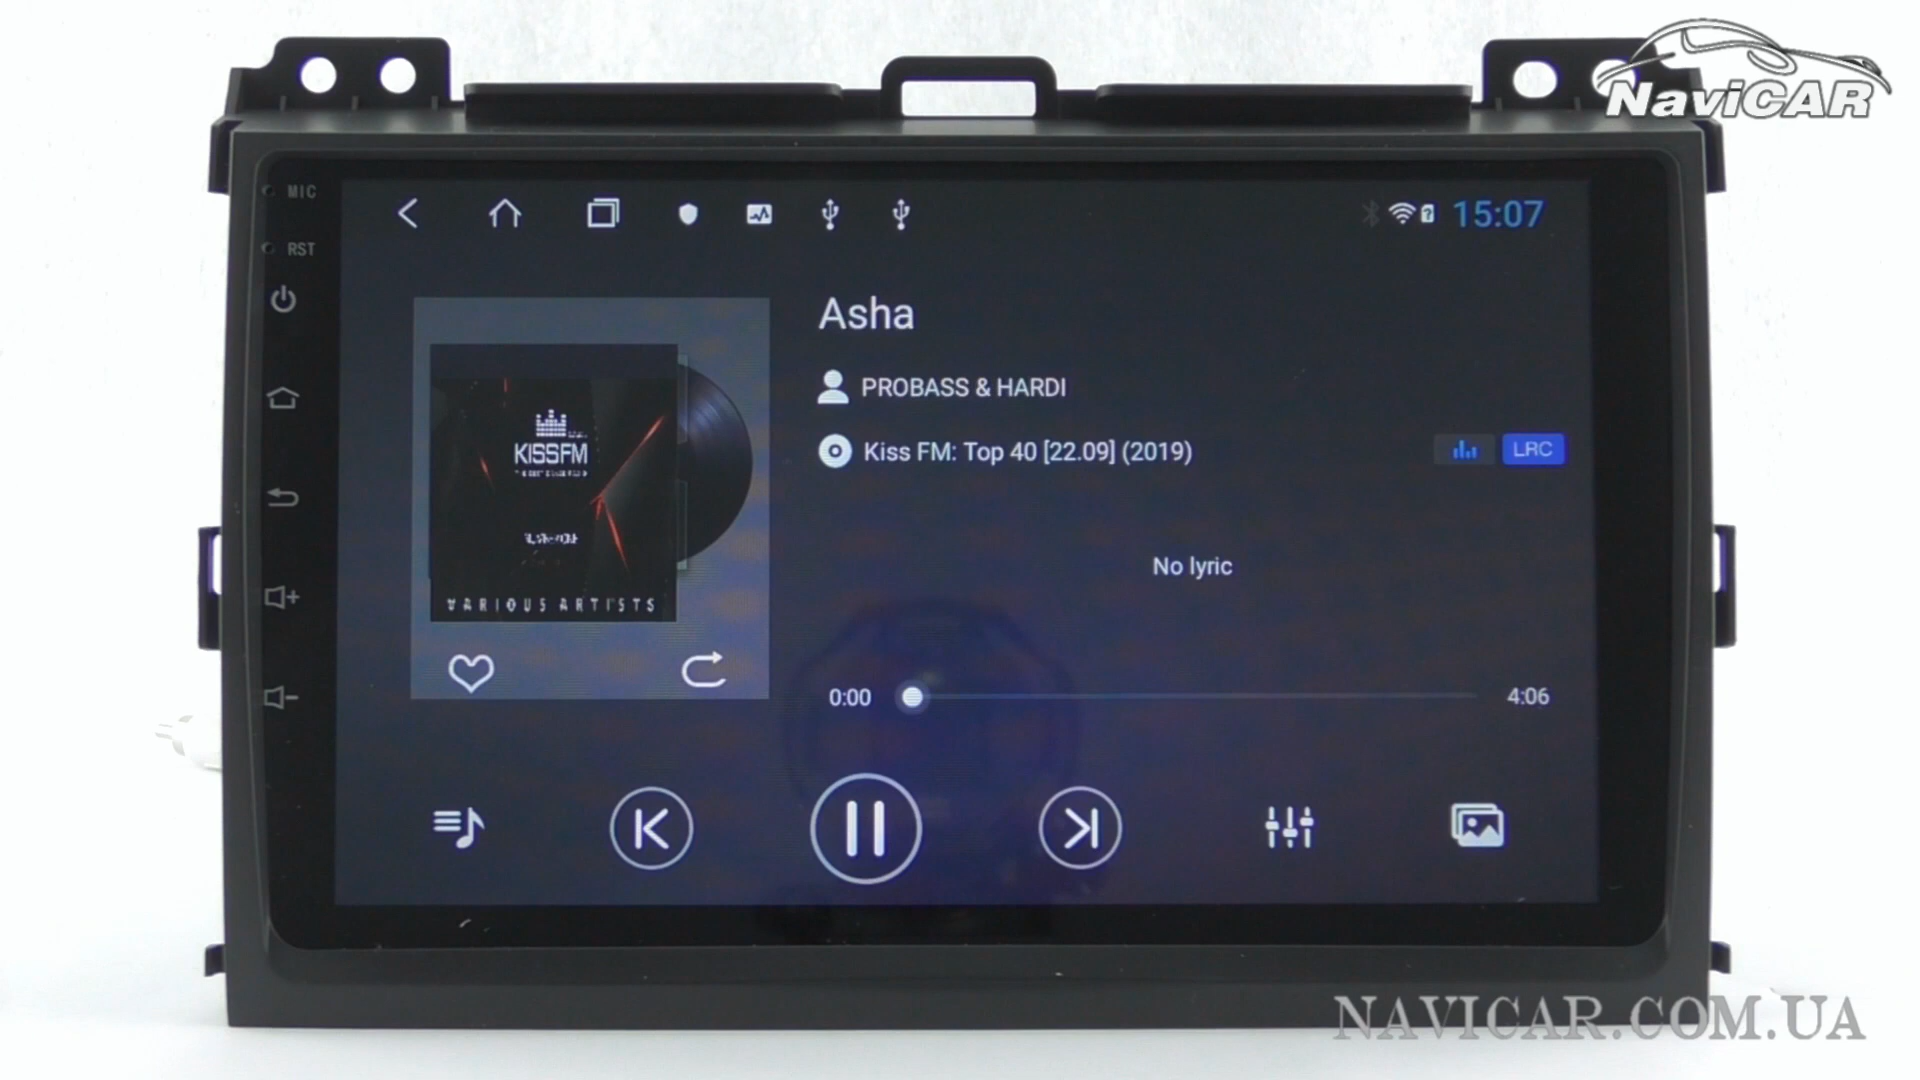 NaviCAR
MIC
RST
15:07
Asha
PROBASS & HARDI
Kiss FM: Top 40 [22.09] (2019)
LRC
KISSFM
VARIOUS ARTISTS
No lyric
0:00
4:06
NAVICAR.COM.UA